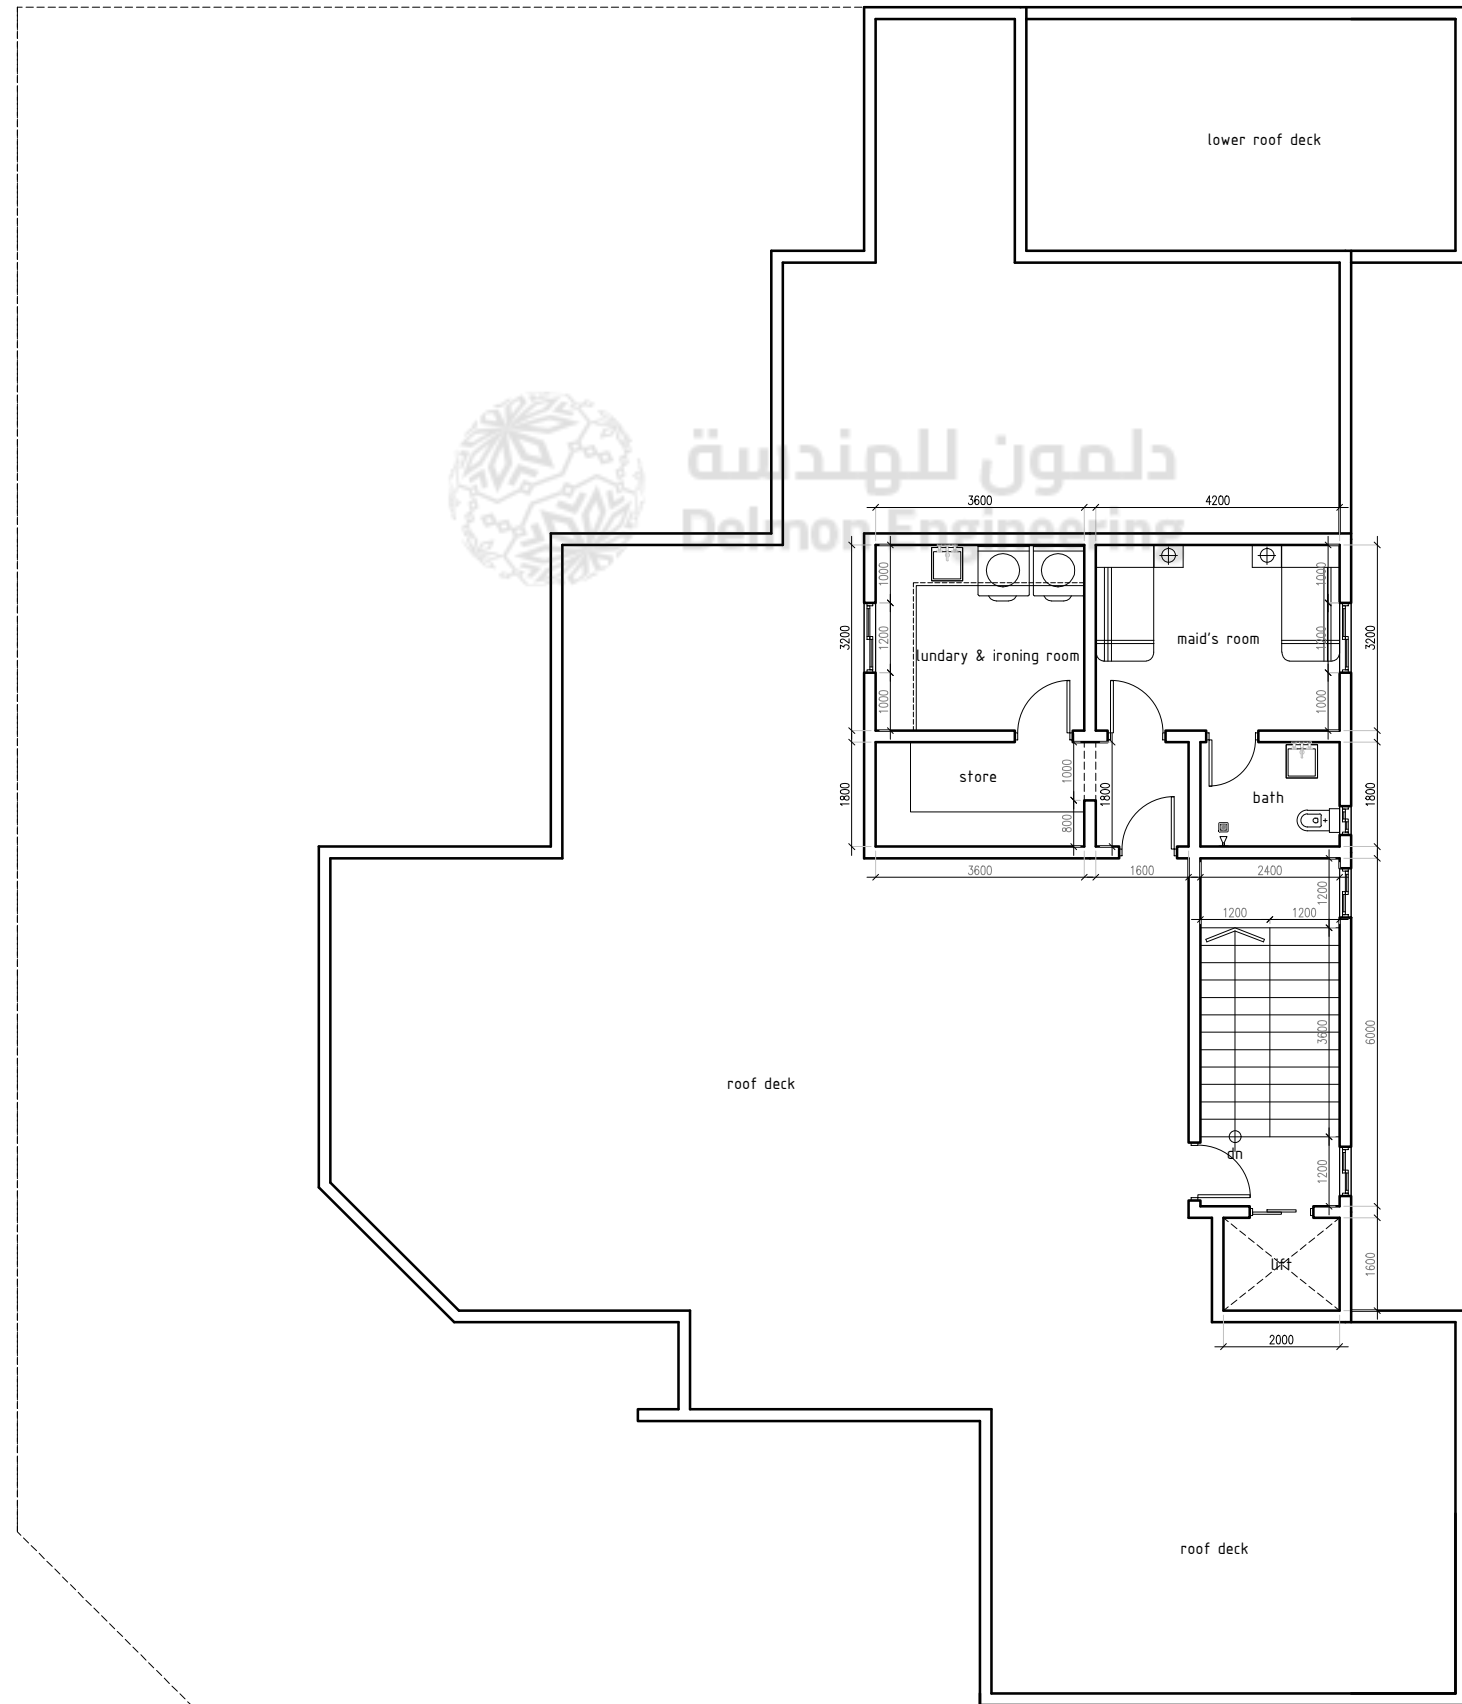 lower roof deck
دلمون للهندسة
Delmon Engineering
3600
4200
1000
1000
3200
1200
maid's room
1200
3200
lundary & ironing room
1000
1000
store
1000
1800
1800
bath
1800
800
3600
1600
2400
1200
1200
1200
3600
6000
roof deck
dn
1200
lift
1600
2000
roof deck